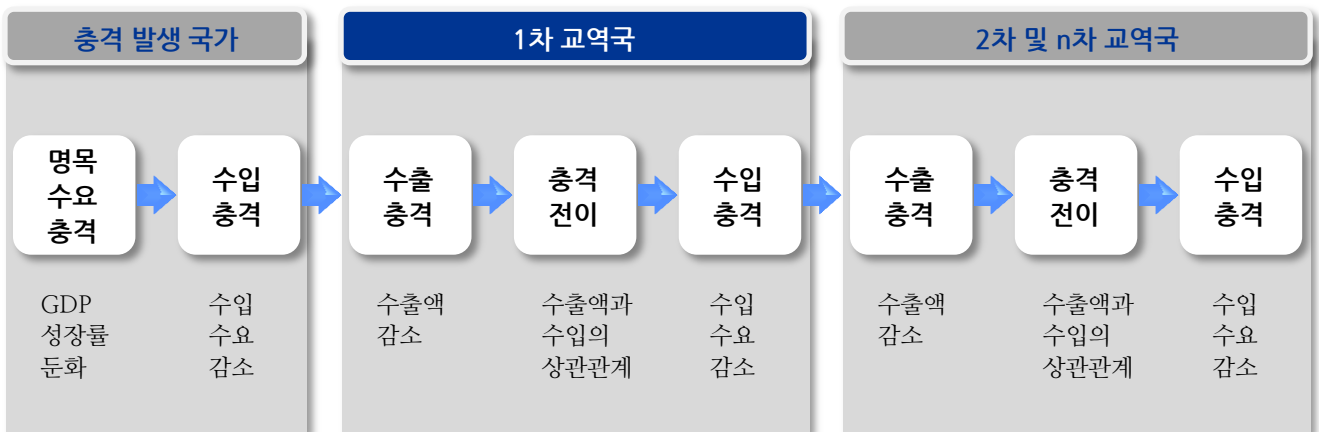 충격 발생 국가
명목
수요
충격
수입
충격
GDP
성장률
둔화
수입
수요
감소
1차 교역국
수출
충격
충격
전이
수입
충격
수출액
감소
수출액과
수입의
상관관계
수입
수요
감소
2차 및 n차 교역국
수출
충격
충격
전이
수입
충격
수출액
감소
수출액과
수입의
상관관계
수입
수요
감소